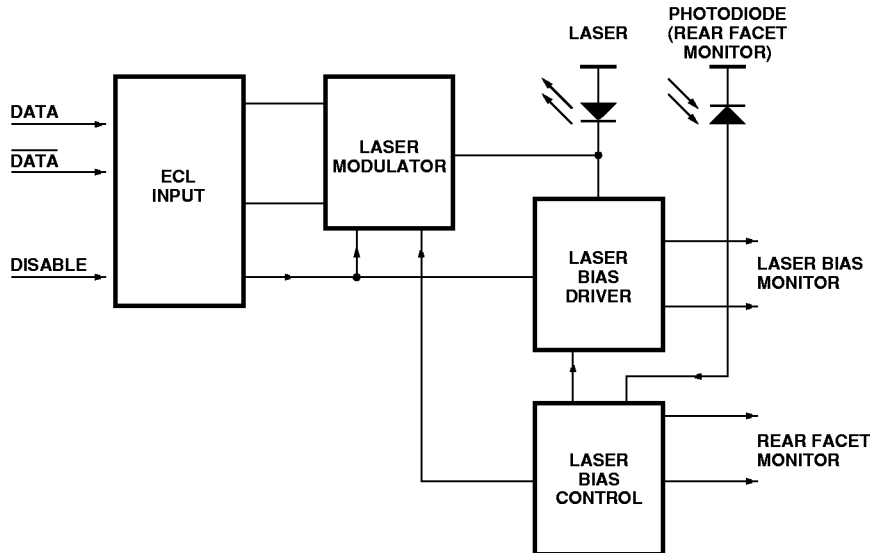 LASER
PHOTODIODE
(REAR FACET
MONITOR)
DATA
DATA
DISABLE
ECL
INPUT
LASER
MODULATOR
LASER
BIAS
DRIVER
LASER BIAS
MONITOR
LASER
BIAS
CONTROL
REAR FACET
MONITOR